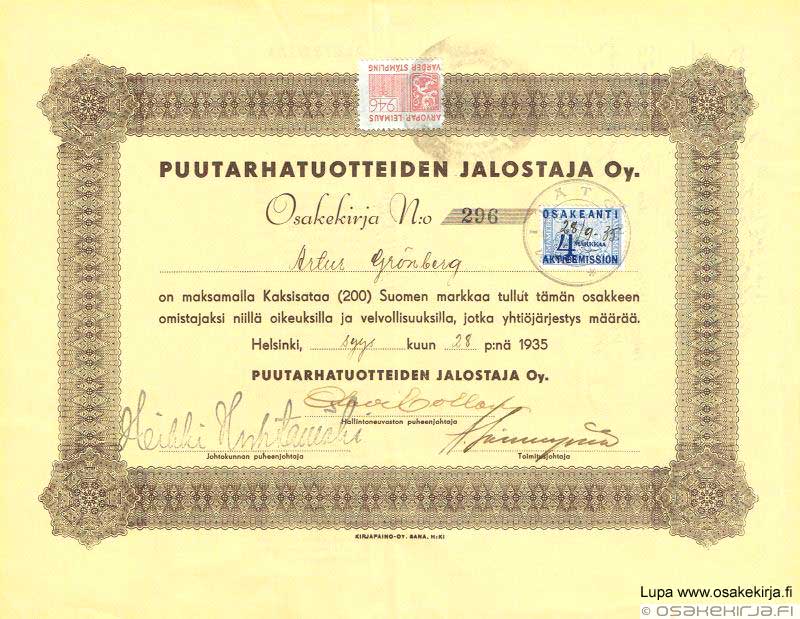 ARVOPAP. LEIMAUS
1946
VÄRDEP. STÄMPLING
PUUTARHATUOTTEIDEN JALOSTAJA Oy.
Osakekirja N:o 296
OSAKEANTI
28/9-35
4 MARKKAA
AKTIEEMISSION
Artur Grönberg
on maksamalla Kaksisataa (200) Suomen markkaa tullut tämän osakkeen
omistajaksi niillä oikeuksilla ja velvollisuuksilla, jotka yhtiöjärjestys määrää.
Helsinki, syys kuun 28 p:nä 1935
PUUTARHATUOTTEIDEN JALOSTAJA Oy.
Hallintoneuvoston puheenjohtaja
Heikki Huhtamäki
Johtokunnan puheenjohtaja
Toimitusjohtaja
KIRJAPAINO-OY. SANA. H:KI
Lupa www.osakekirja.fi
© osakekirja.fi